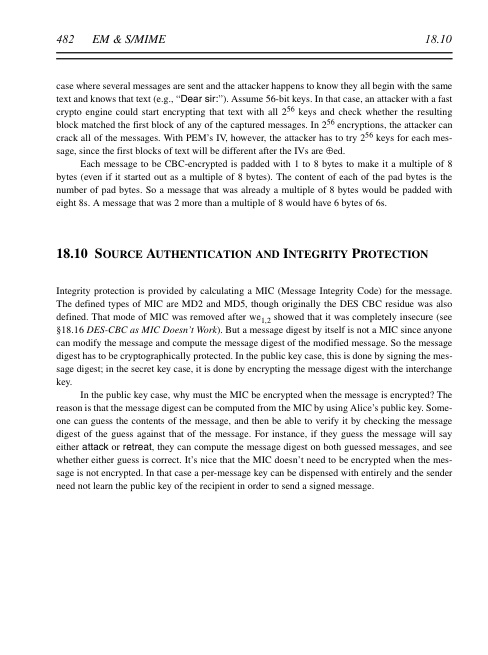 482 EM & S/MIME 18.10
case where several messages are sent and the attacker happens to know they all begin with the same
text and knows that text (e.g., “Dear sir:”). Assume 56-bit keys. In that case, an attacker with a fast
crypto engine could start encrypting that text with all 2^56 keys and check whether the resulting
block matched the first block of any of the captured messages. In 2^56 encryptions, the attacker can
crack all of the messages. With PEM’s IV, however, the attacker has to try 2^56 keys for each mes-
sage, since the first blocks of text will be different after the IVs are ⊕ed.
Each message to be CBC-encrypted is padded with 1 to 8 bytes to make it a multiple of 8
bytes (even if it started out as a multiple of 8 bytes). The content of each of the pad bytes is the
number of pad bytes. So a message that was already a multiple of 8 bytes would be padded with
eight 8s. A message that was 2 more than a multiple of 8 would have 6 bytes of 6s.
18.10 SOURCE AUTHENTICATION AND INTEGRITY PROTECTION
Integrity protection is provided by calculating a MIC (Message Integrity Code) for the message.
The defined types of MIC are MD2 and MD5, though originally the DES CBC residue was also
defined. That mode of MIC was removed after we1,2 showed that it was completely insecure (see
§18.16 DES-CBC as MIC Doesn’t Work). But a message digest by itself is not a MIC since anyone
can modify the message and compute the message digest of the modified message. So the message
digest has to be cryptographically protected. In the public key case, this is done by signing the mes-
sage digest; in the secret key case, it is done by encrypting the message digest with the interchange
key.
In the public key case, why must the MIC be encrypted when the message is encrypted? The
reason is that the message digest can be computed from the MIC by using Alice’s public key. Some-
one can guess the contents of the message, and then be able to verify it by checking the message
digest of the guess against that of the message. For instance, if they guess the message will say
either attack or retreat, they can compute the message digest on both guessed messages, and see
whether either guess is correct. It’s nice that the MIC doesn’t need to be encrypted when the mes-
sage is not encrypted. In that case a per-message key can be dispensed with entirely and the sender
need not learn the public key of the recipient in order to send a signed message.